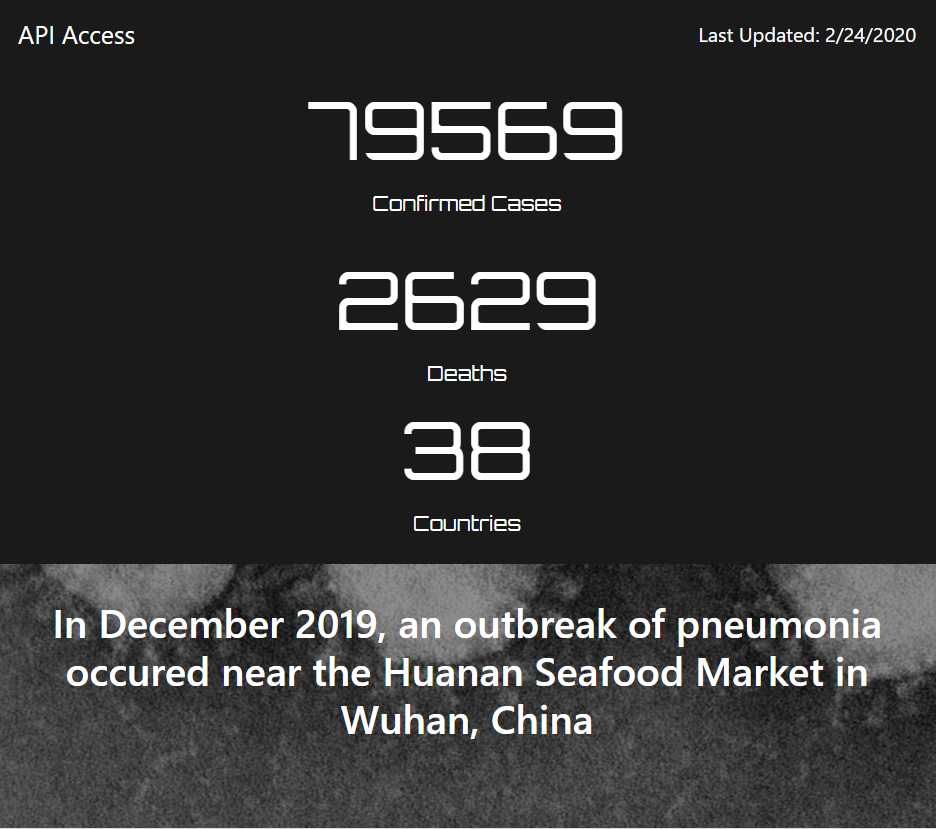 API Access
Last Updated: 2/24/2020
79569
Confirmed Cases
2629
Deaths
38
Countries
In December 2019, an outbreak of pneumonia
occured near the Huanan Seafood Market in
Wuhan, China